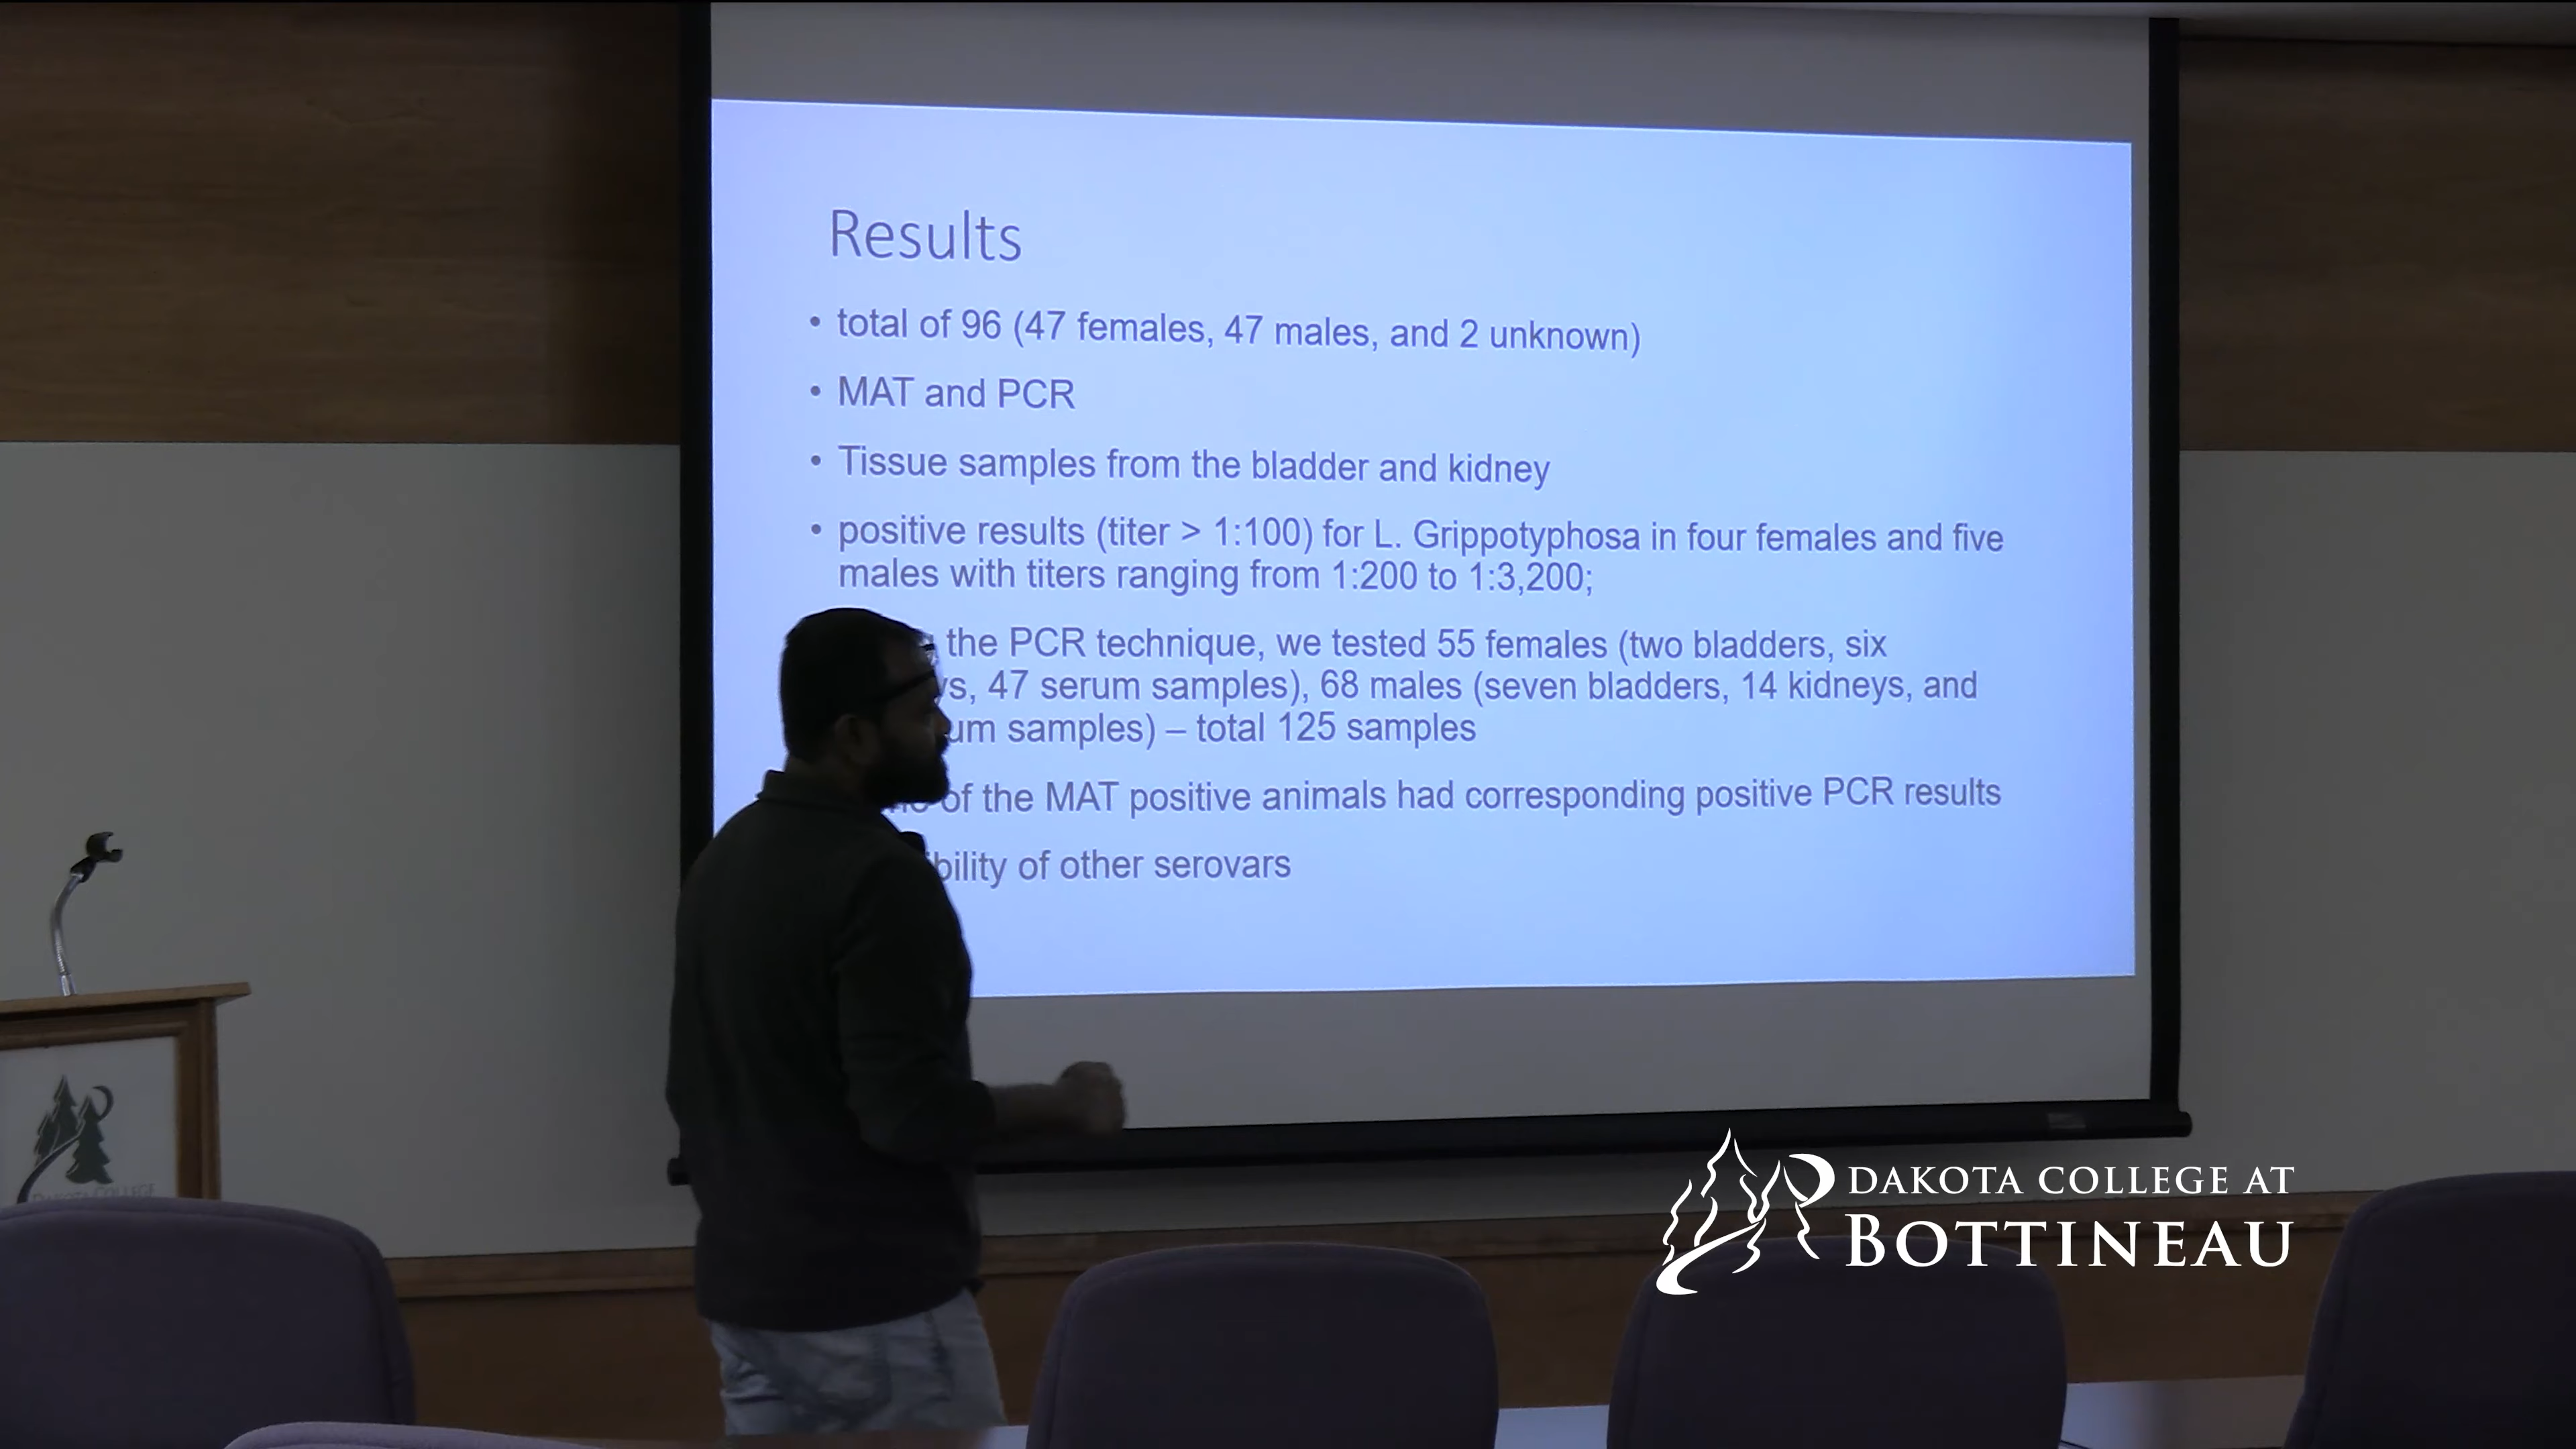 Results
• total of 96 (47 females, 47 males, and 2 unknown)
• MAT and PCR
• Tissue samples from the bladder and kidney
• positive results (titer > 1:100) for L. Grippotyphosa in four females and five
males with titers ranging from 1:200 to 1:3,200;
the PCR technique, we tested 55 females (two bladders, six
47 serum samples), 68 males (seven bladders, 14 kidneys, and
samples) – total 125 samples
of the MAT positive animals had corresponding positive PCR results
of other serovars
DAKOTA COLLEGE
DAKOTA COLLEGE AT
BOTTINEAU